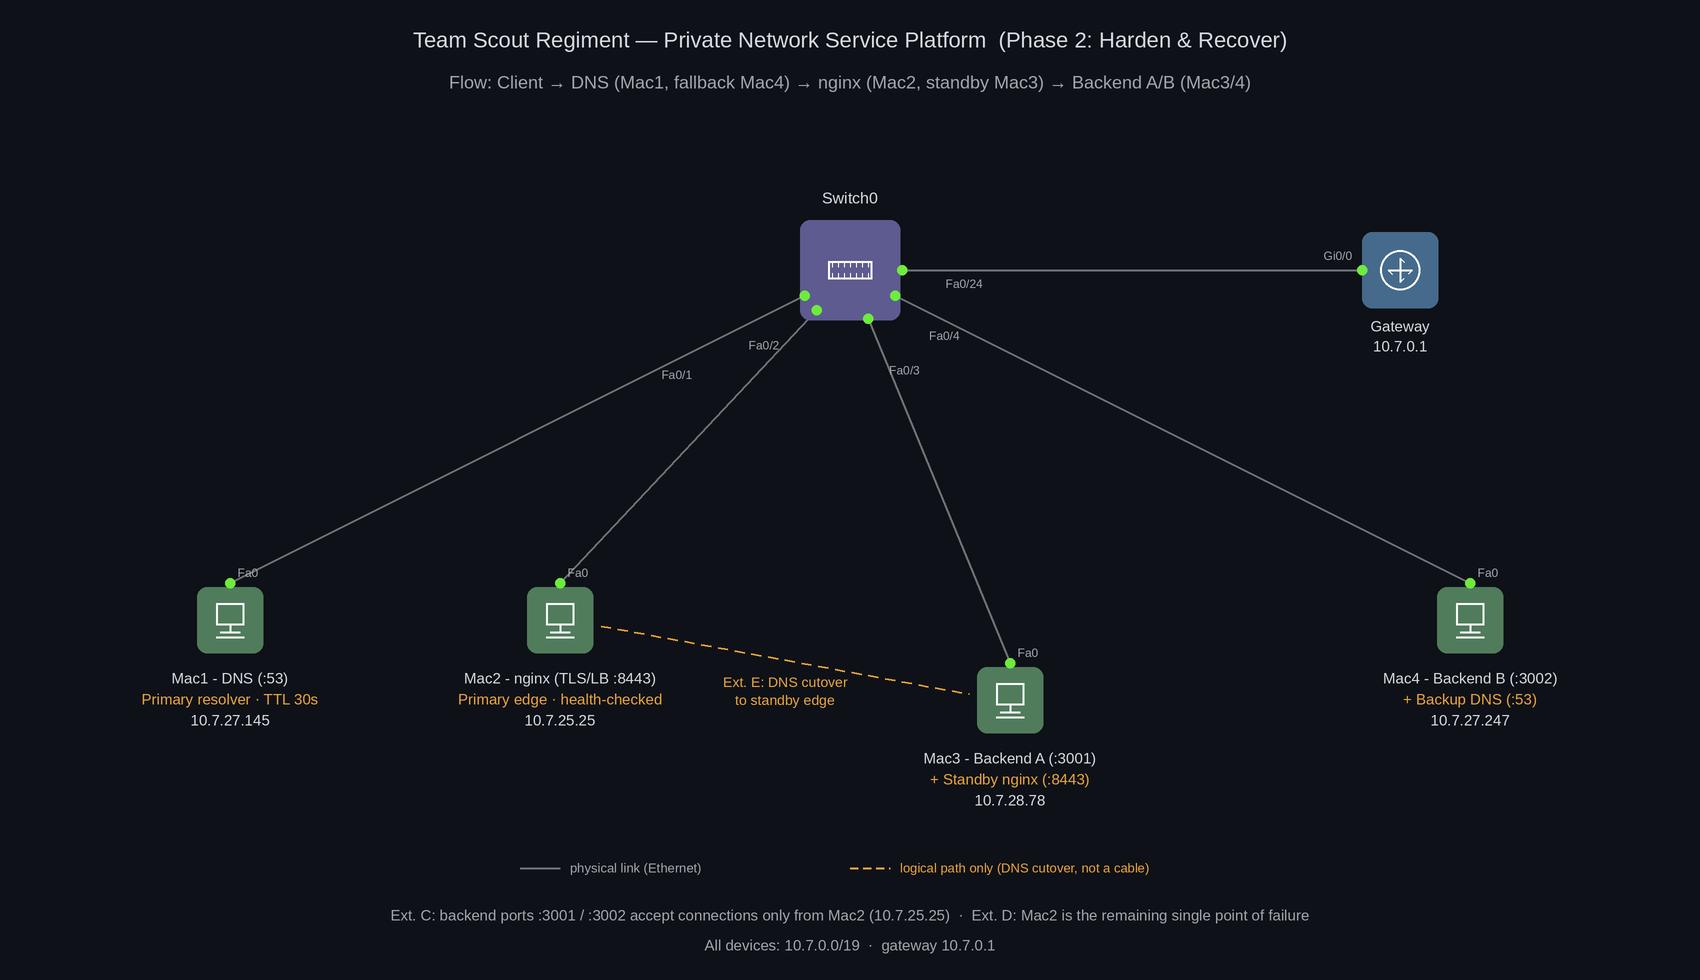 Team Scout Regiment — Private Network Service Platform  (Phase 2: Harden & Recover)
Flow: Client → DNS (Mac1, fallback Mac4) → nginx (Mac2, standby Mac3) → Backend A/B (Mac3/4)
Switch0
Gi0/0
Fa0/24
Gateway
10.7.0.1
Fa0/4
Fa0/2
Fa0/3
Fa0/1
Fa0
Fa0
Fa0
Fa0
Mac1 - DNS (:53)
Primary resolver · TTL 30s
10.7.27.145
Mac2 - nginx (TLS/LB :8443)
Primary edge · health-checked
10.7.25.25
Ext. E: DNS cutover
to standby edge
Mac3 - Backend A (:3001)
+ Standby nginx (:8443)
10.7.28.78
Mac4 - Backend B (:3002)
+ Backup DNS (:53)
10.7.27.247
physical link (Ethernet)
logical path only (DNS cutover, not a cable)
Ext. C: backend ports :3001 / :3002 accept connections only from Mac2 (10.7.25.25)  ·  Ext. D: Mac2 is the remaining single point of failure
All devices: 10.7.0.0/19  ·  gateway 10.7.0.1